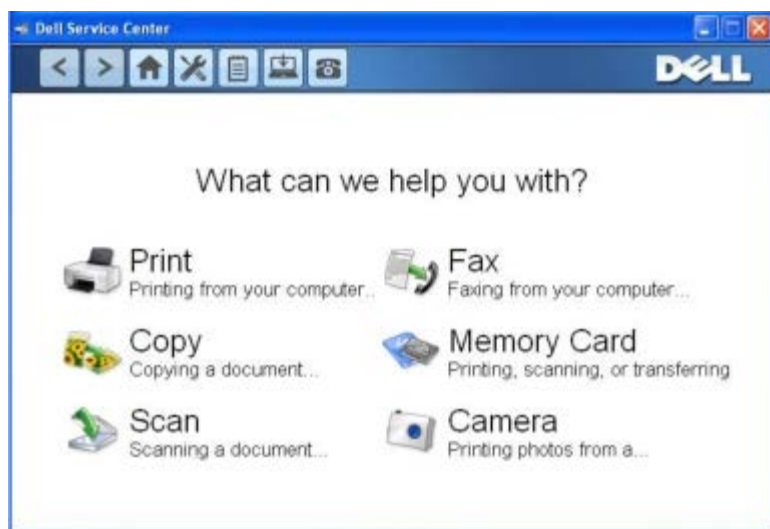 Dell Service Center
DELL
What can we help you with?
Print
Printing from your computer..
Fax
Faxing from your computer...
Copy
Copying a document...
Memory Card
Printing, scanning, or transferring
Scan
Scanning a document...
Camera
Printing photos from a...